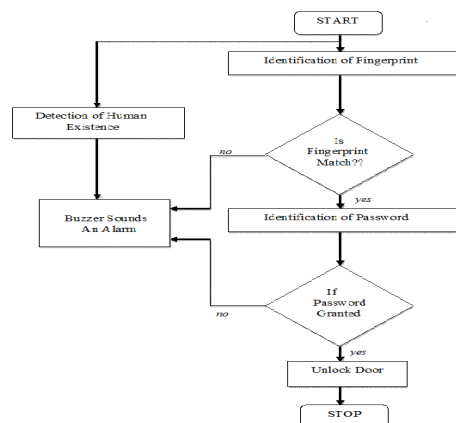 START
Identification of Fingerprint
Detection of Human
Existence
Is
Fingerprint
Match??
no
yes
Buzzer Sounds
An Alarm
Identification of Password
If
Password
Granted
no
yes
Unlock Door
STOP